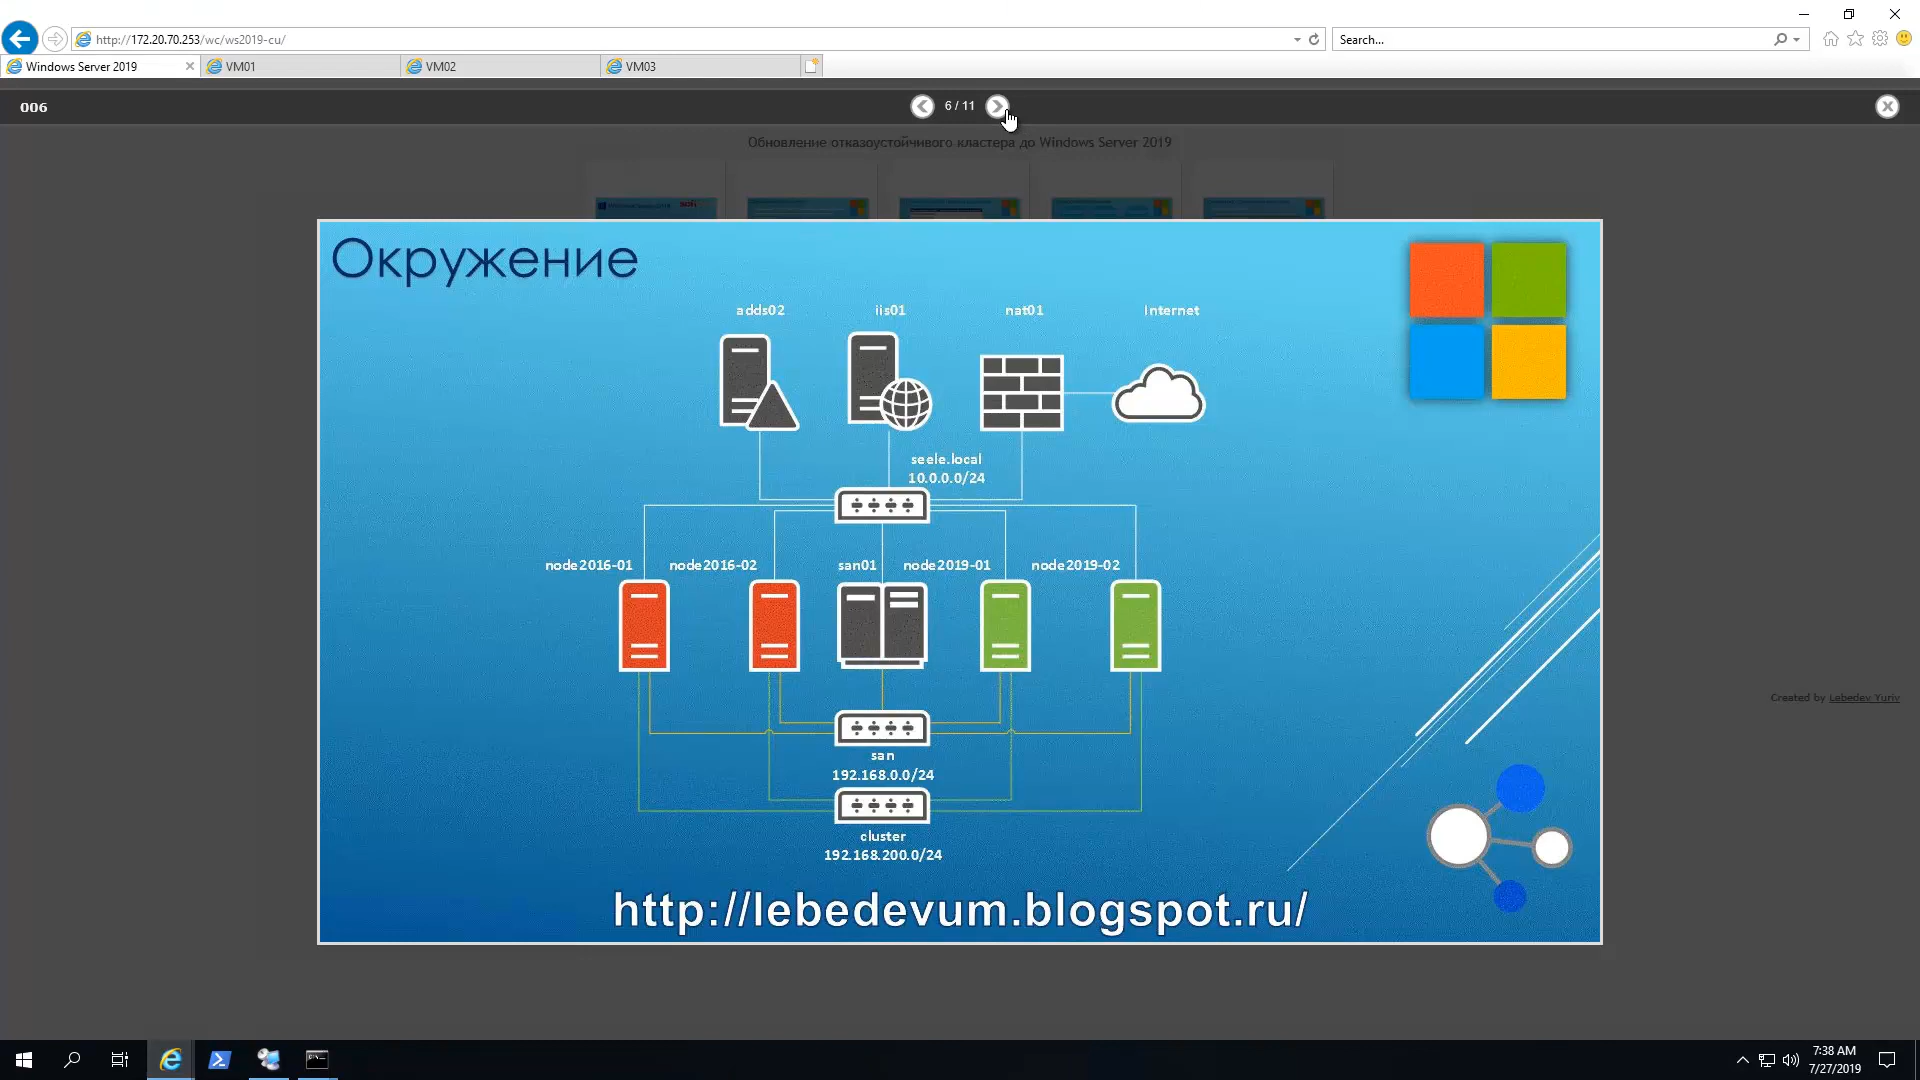 http://172.20.70.253/wc/ws2019-cu/
Search...
Windows Server 2019
VM01
VM02
VM03
006
6 / 11
Обновление отказоустойчивого кластера до Windows Server 2019
Окружение
adds02
iis01
nat01
Internet
seele.local
10.0.0.0/24
node2016-01
node2016-02
san01
node2019-01
node2019-02
san
192.168.0.0/24
cluster
192.168.200.0/24
http://lebedevum.blogspot.ru/
Created by Lebedev Yuriy
7:38 AM
7/27/2019